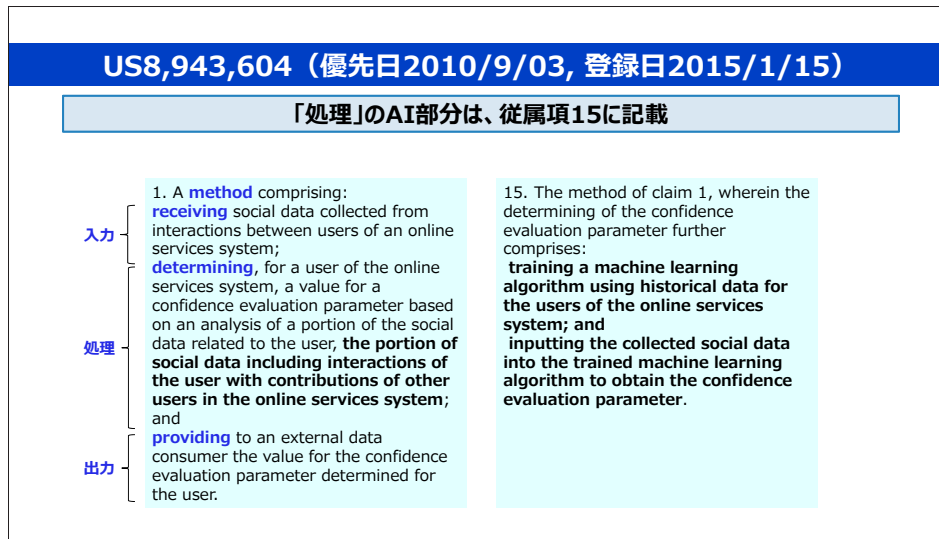 US8,943,604（優先日2010/9/03, 登録日2015/1/15）
「処理」のAI部分は、従属項15に記載
入力
処理
出力
1. A method comprising:
receiving social data collected from
interactions between users of an online
services system;
determining, for a user of the online
services system, a value for a
confidence evaluation parameter based
on an analysis of a portion of the social
data related to the user, the portion of
social data including interactions of
the user with contributions of other
users in the online services system;
and
providing to an external data
consumer the value for the confidence
evaluation parameter determined for
the user.
15. The method of claim 1, wherein the
determining of the confidence
evaluation parameter further
comprises:
training a machine learning
algorithm using historical data for
the users of the online services
system; and
inputting the collected social data
into the trained machine learning
algorithm to obtain the confidence
evaluation parameter.